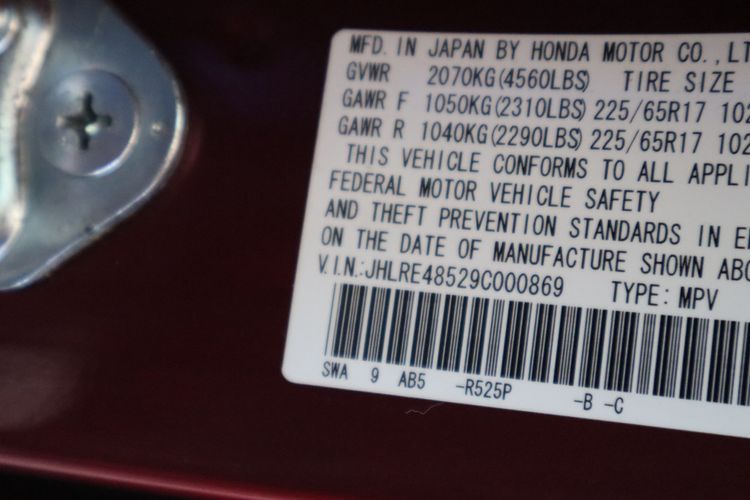 MFD. IN JAPAN BY HONDA MOTOR CO.,LT
GVWR 2070KG(4560LBS) TIRE SIZE
GAWR F 1050KG(2310LBS) 225/65R17 102
GAWR R 1040KG(2290LBS) 225/65R17 102
THIS VEHICLE CONFORMS TO ALL APPLI
FEDERAL MOTOR VEHICLE SAFETY
AND THEFT PREVENTION STANDARDS IN E
ON THE DATE OF MANUFACTURE SHOWN ABO
V.I.N.:JHLRE48529C000869 TYPE: MPV
SWA 9 AB5 -R525P -B -C